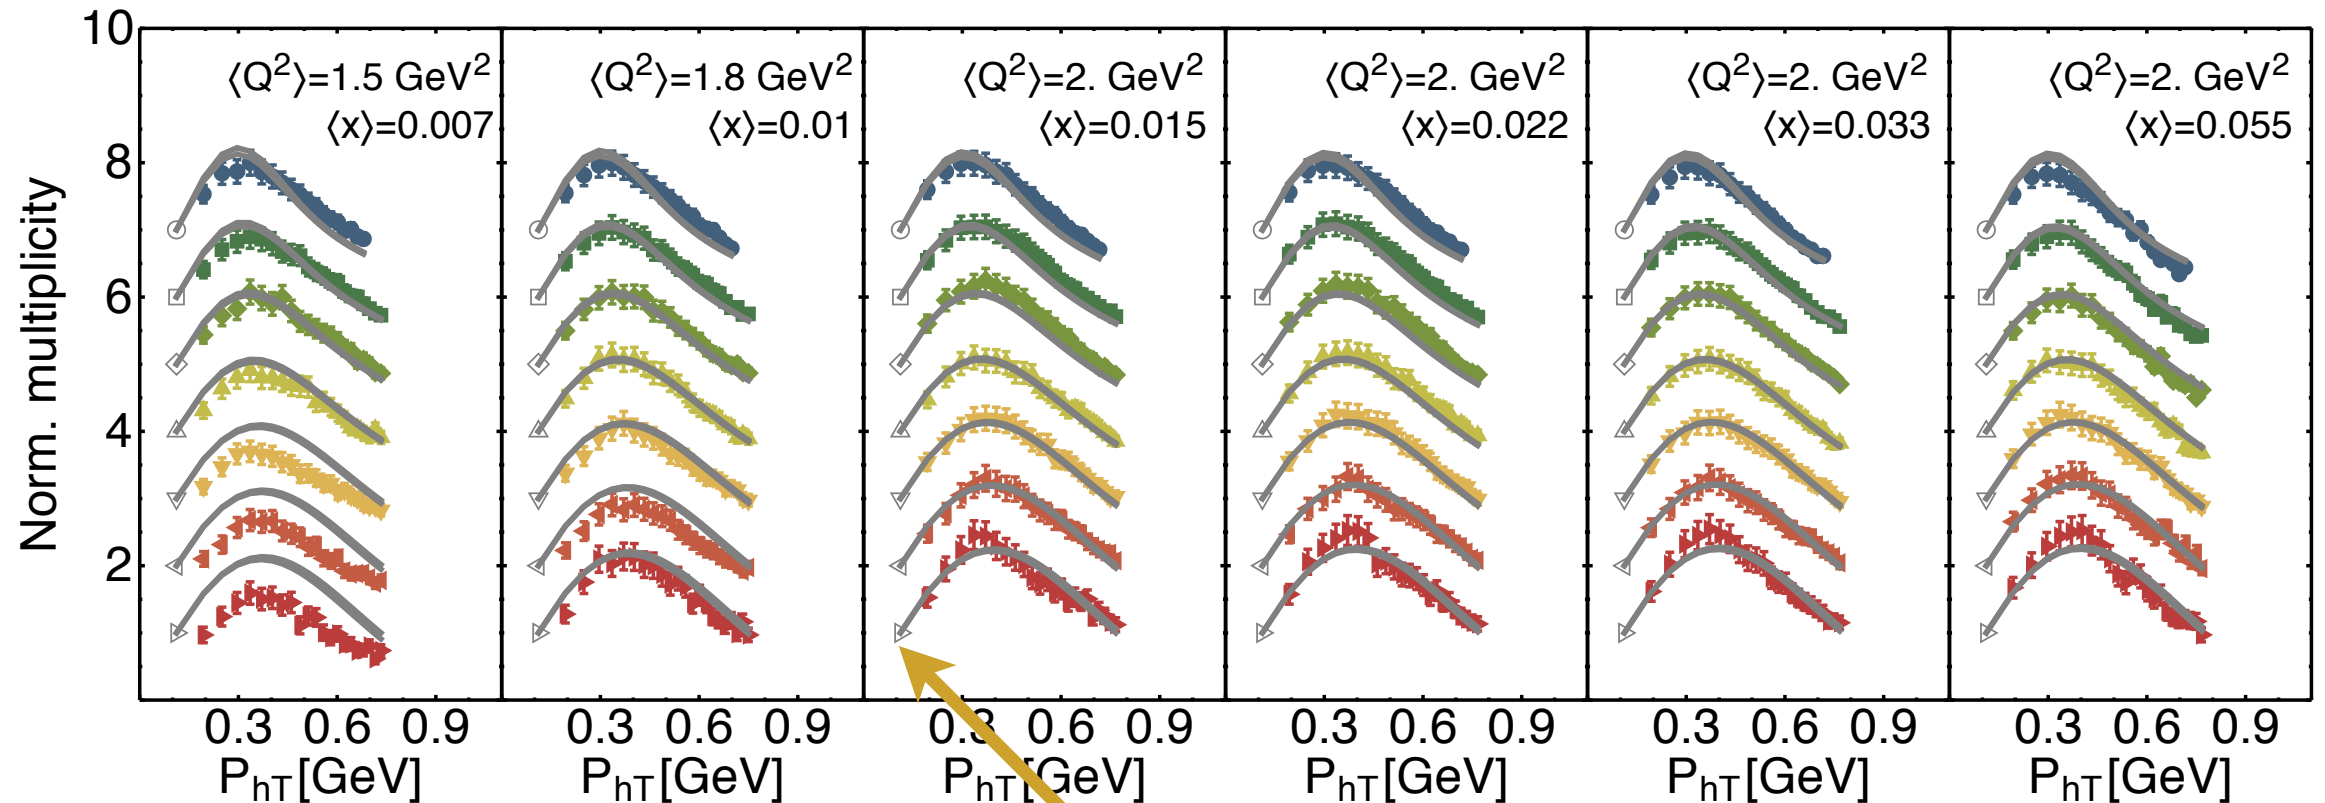 Norm. multiplicity
10
8
6
4
2
⟨Q²⟩=1.5 GeV²
⟨x⟩=0.007
⟨Q²⟩=1.8 GeV²
⟨x⟩=0.01
⟨Q²⟩=2. GeV²
⟨x⟩=0.015
⟨Q²⟩=2. GeV²
⟨x⟩=0.022
⟨Q²⟩=2. GeV²
⟨x⟩=0.033
⟨Q²⟩=2. GeV²
⟨x⟩=0.055
0.3 0.6 0.9 0.3 0.6 0.9 0.3 0.6 0.9 0.3 0.6 0.9 0.3 0.6 0.9 0.3 0.6 0.9
P_hT[GeV] P_hT[GeV] P_hT[GeV] P_hT[GeV] P_hT[GeV] P_hT[GeV]